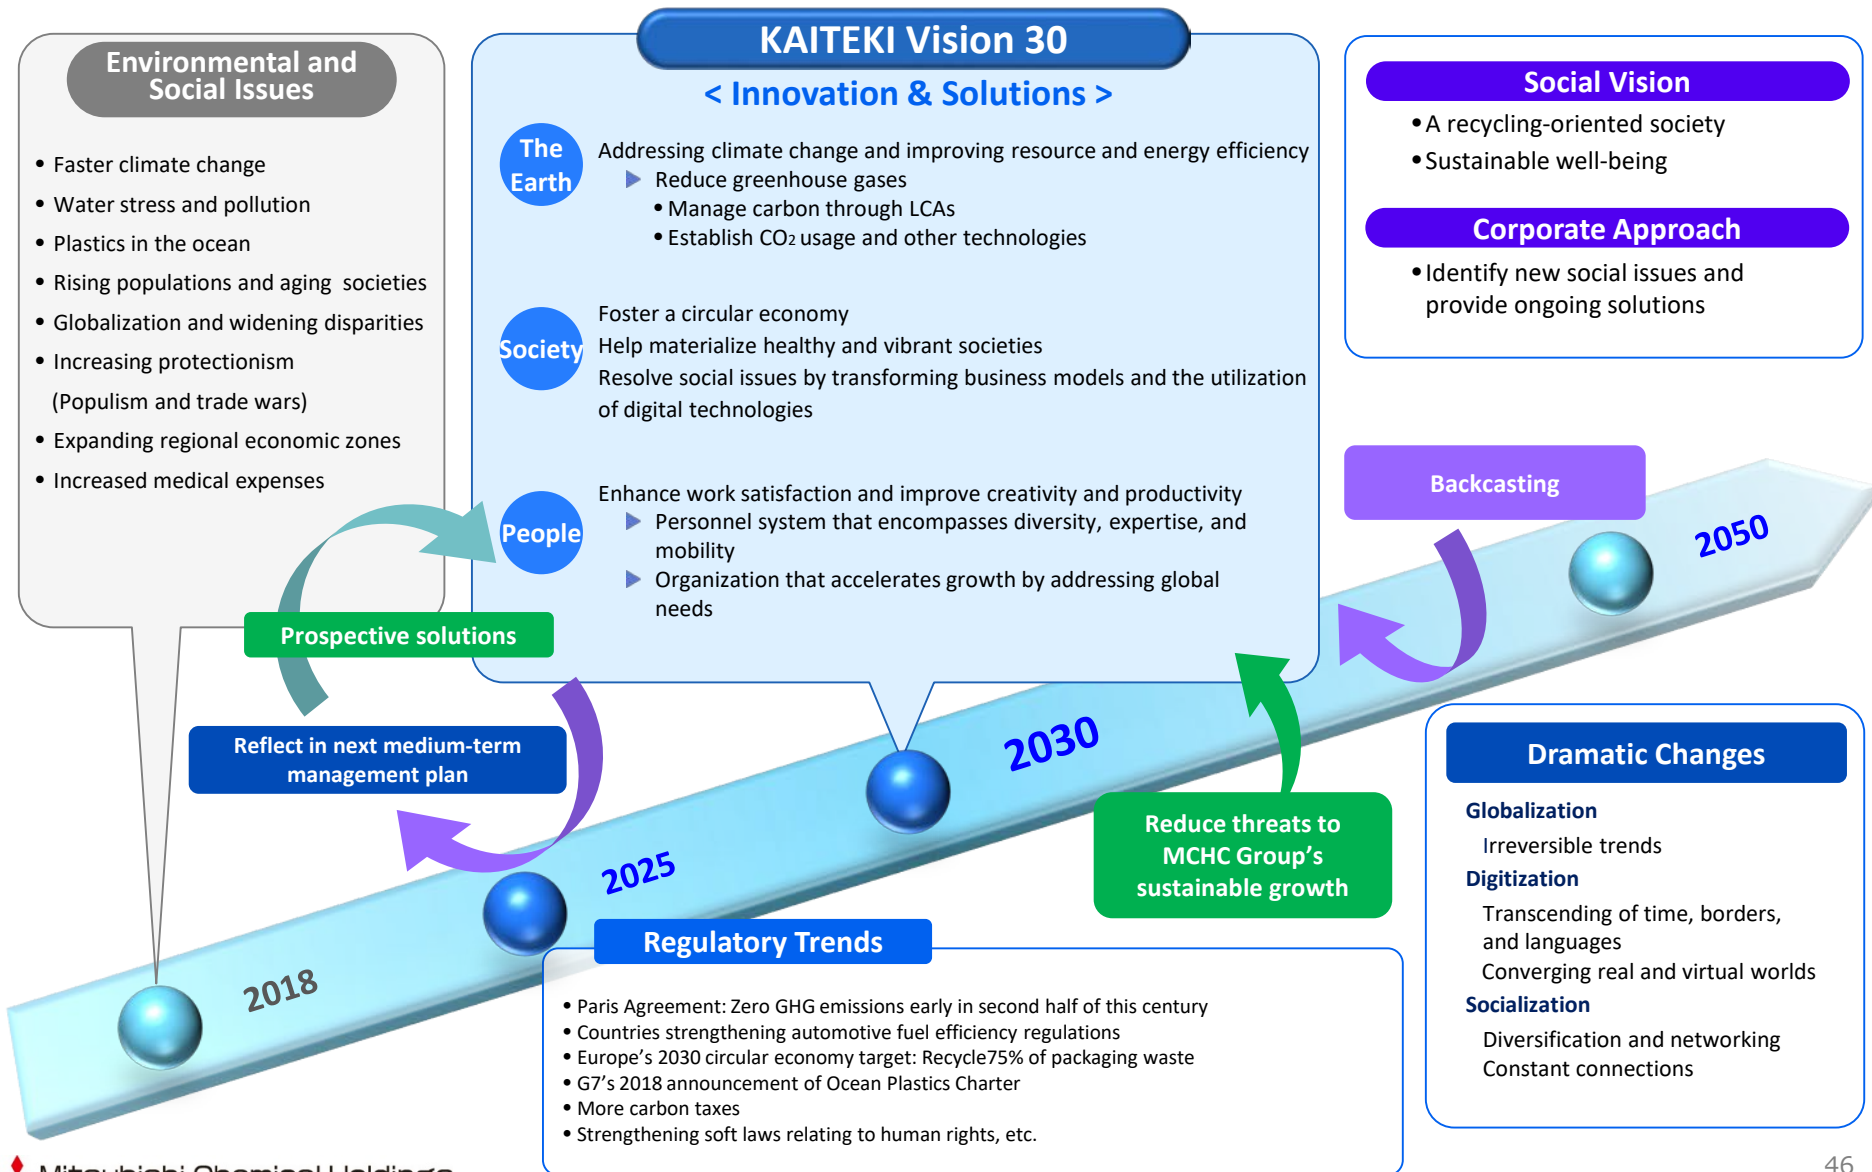 Environmental and
Social Issues
• Faster climate change
• Water stress and pollution
• Plastics in the ocean
• Rising populations and aging societies
• Globalization and widening disparities
• Increasing protectionism
(Populism and trade wars)
• Expanding regional economic zones
• Increased medical expenses
KAITEKI Vision 30
< Innovation & Solutions >
The
Earth
Addressing climate change and improving resource and energy efficiency
▶ Reduce greenhouse gases
• Manage carbon through LCAs
• Establish CO2 usage and other technologies
Society
Foster a circular economy
Help materialize healthy and vibrant societies
Resolve social issues by transforming business models and the utilization
of digital technologies
People
Enhance work satisfaction and improve creativity and productivity
▶ Personnel system that encompasses diversity, expertise, and
mobility
▶ Organization that accelerates growth by addressing global
needs
Social Vision
• A recycling-oriented society
• Sustainable well-being
Corporate Approach
• Identify new social issues and
provide ongoing solutions
Backcasting
Prospective solutions
Reflect in next medium-term
management plan
2018
2025
2030
2050
Reduce threats to
MCHC Group's
sustainable growth
Regulatory Trends
• Paris Agreement: Zero GHG emissions early in second half of this century
• Countries strengthening automotive fuel efficiency regulations
• Europe's 2030 circular economy target: Recycle75% of packaging waste
• G7's 2018 announcement of Ocean Plastics Charter
• More carbon taxes
• Strengthening soft laws relating to human rights, etc.
Dramatic Changes
Globalization
Irreversible trends
Digitization
Transcending of time, borders,
and languages
Converging real and virtual worlds
Socialization
Diversification and networking
Constant connections
Mitsubishi Chemical Holdings
46